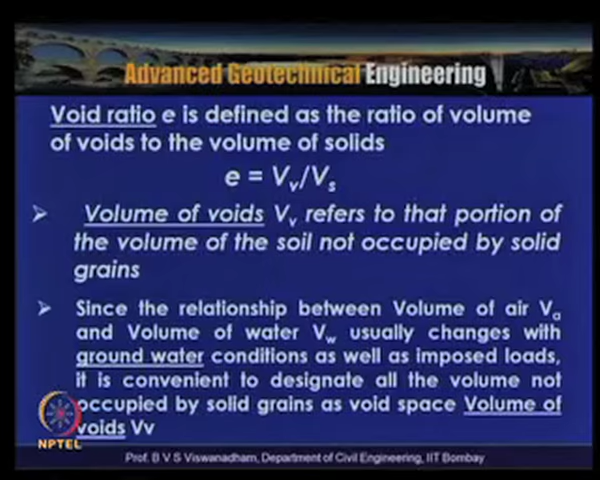 Advanced Geotechnical Engineering
Void ratio e is defined as the ratio of volume
of voids to the volume of solids
e = Vv/Vs
➢ Volume of voids Vv refers to that portion of
the volume of the soil not occupied by solid
grains
➢ Since the relationship between Volume of air Va
and Volume of water Vw usually changes with
ground water conditions as well as imposed loads,
it is convenient to designate all the volume not
occupied by solid grains as void space Volume of
voids Vv
NPTEL
Prof. B V S Viswanadham, Department of Civil Engineering, IIT Bombay